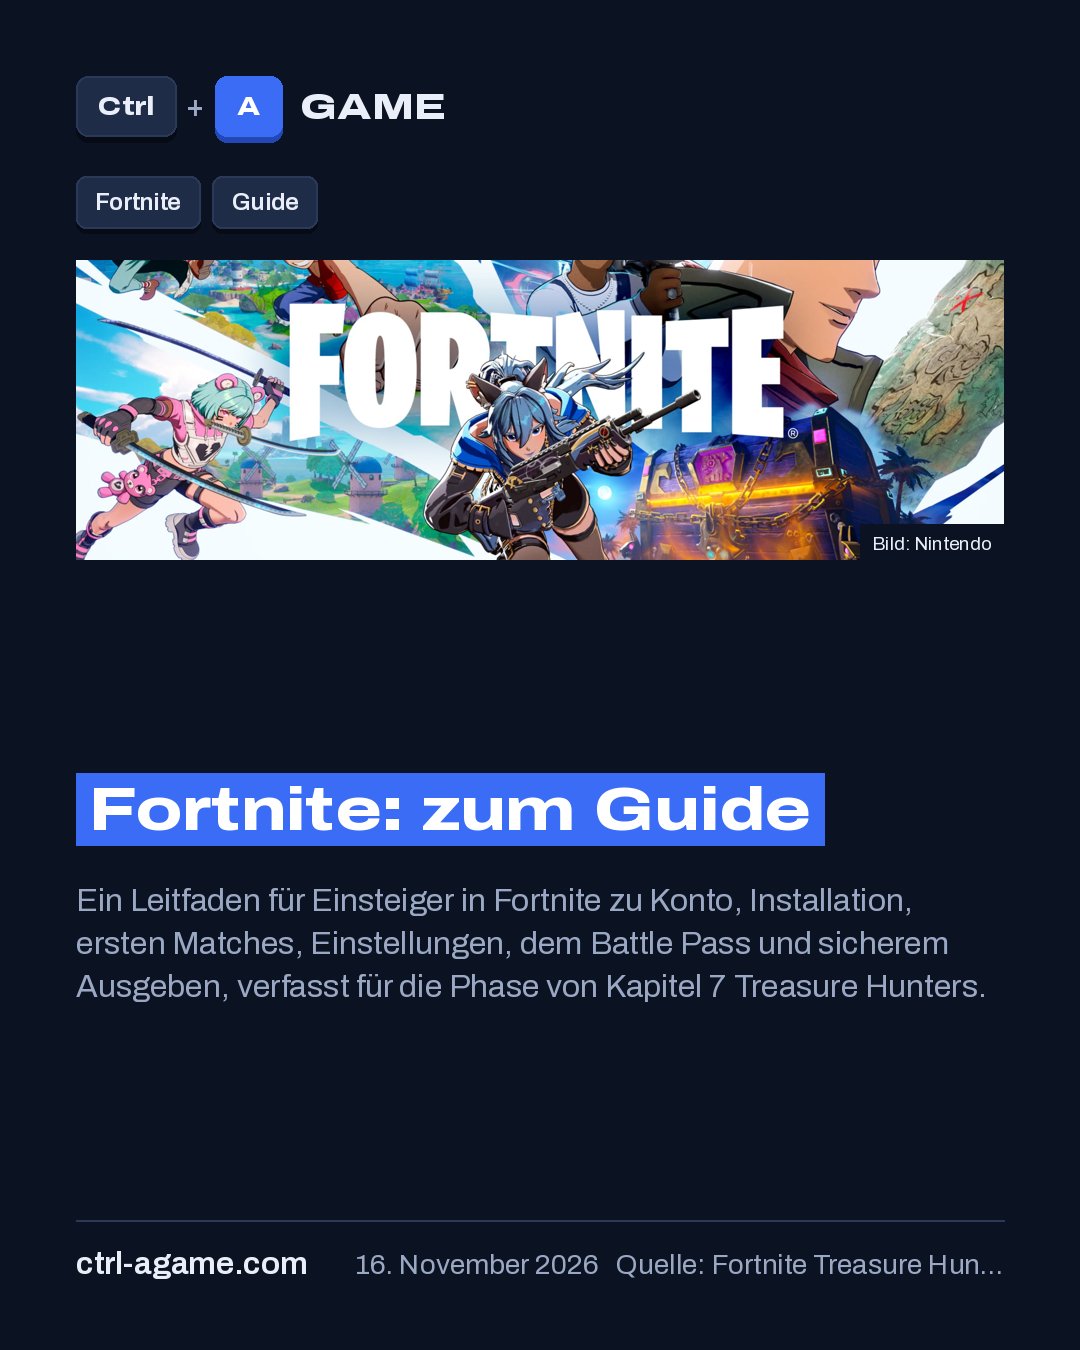 Ctrl + A GAME
Fortnite Guide
FORTNITE
®
Bild: Nintendo
Fortnite: zum Guide
Ein Leitfaden für Einsteiger in Fortnite zu Konto, Installation,
ersten Matches, Einstellungen, dem Battle Pass und sicherem
Ausgeben, verfasst für die Phase von Kapitel 7 Treasure Hunters.
ctrl-agame.com 16. November 2026 Quelle: Fortnite Treasure Hun...